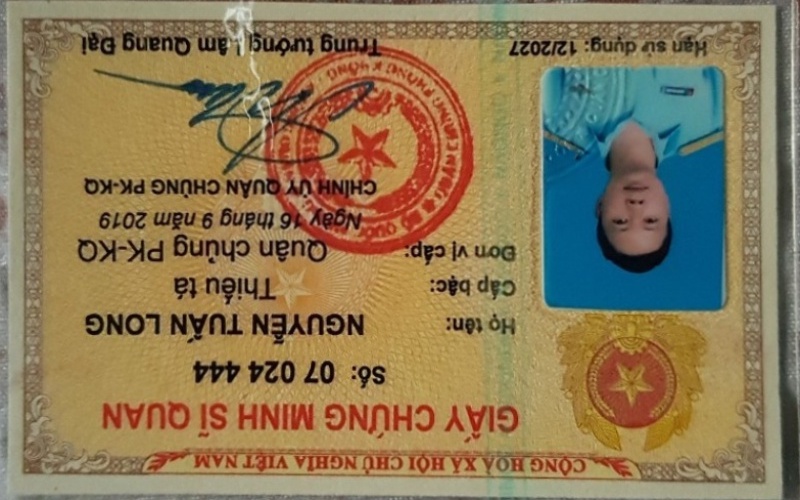 CỘNG HOÀ XÃ HỘI CHỦ NGHĨA VIỆT NAM
GIẤY CHỨNG MINH SĨ QUAN
Số: 07 024 444
Họ tên: NGUYỄN TUẤN LONG
Cấp bậc: Thiếu tá
Đơn vị cấp: Quân chủng PK-KQ
Ngày 16 tháng 9 năm 2019
CHÍNH ỦY QUÂN CHỦNG PK-KQ
Hạn sử dụng: 12/2027
Trung tướng Lâm Quang Đại